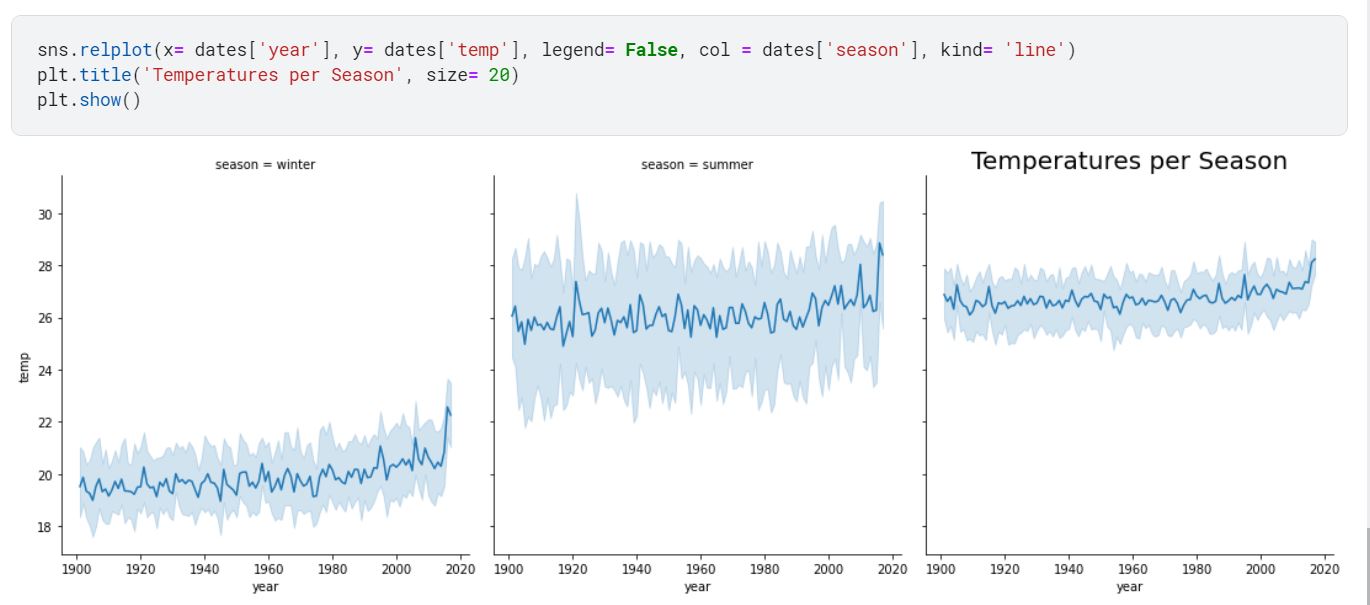 sns.relplot(x= dates['year'], y= dates['temp'], legend= False, col = dates['season'], kind= 'line')
plt.title('Temperatures per Season', size= 20)
plt.show()
season = winter
season = summer
Temperatures per Season
temp
30
28
26
24
22
20
18
1900 1920 1940 1960 1980 2000 2020
1900 1920 1940 1960 1980 2000 2020
1900 1920 1940 1960 1980 2000 2020
year
year
year